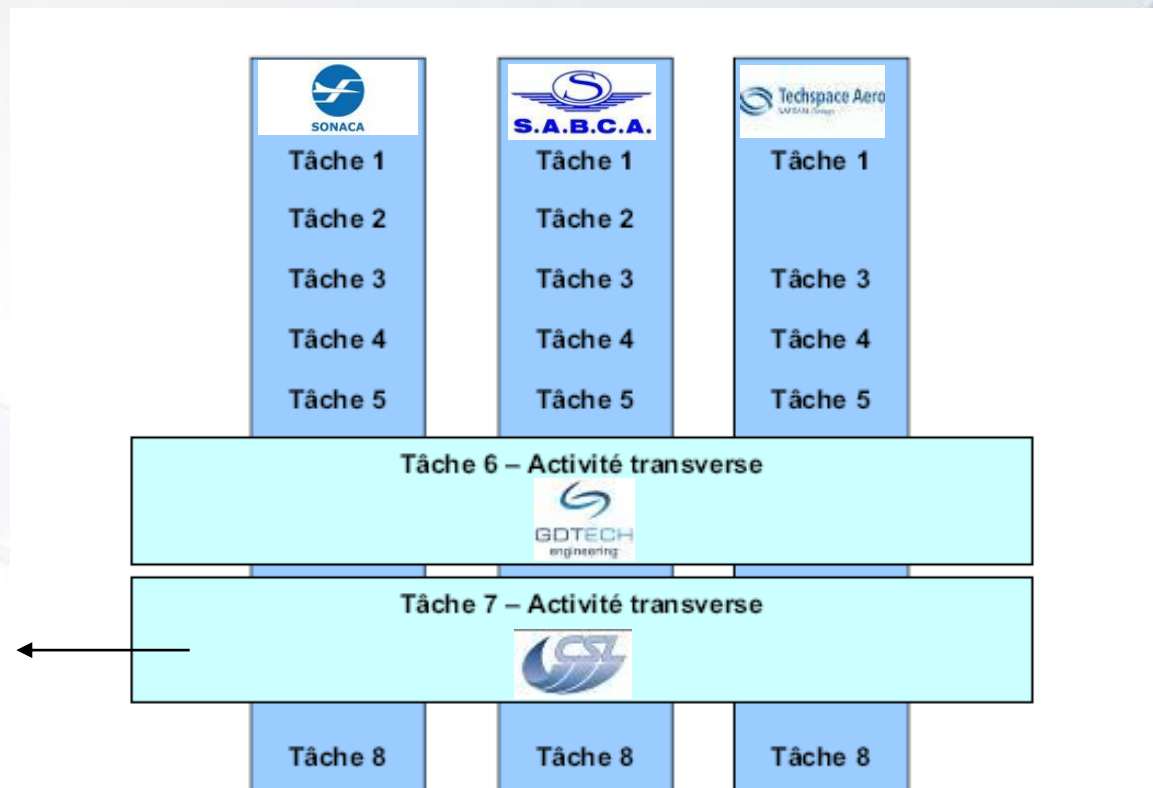 SONACA S.A.B.C.A. Techspace Aero
SAFRAN Group
Tâche 1 Tâche 1 Tâche 1
Tâche 2 Tâche 2
Tâche 3 Tâche 3 Tâche 3
Tâche 4 Tâche 4 Tâche 4
Tâche 5 Tâche 5 Tâche 5
Tâche 6 – Activité transverse
GDTECH
engineering
Tâche 7 – Activité transverse
CSL
Tâche 8 Tâche 8 Tâche 8